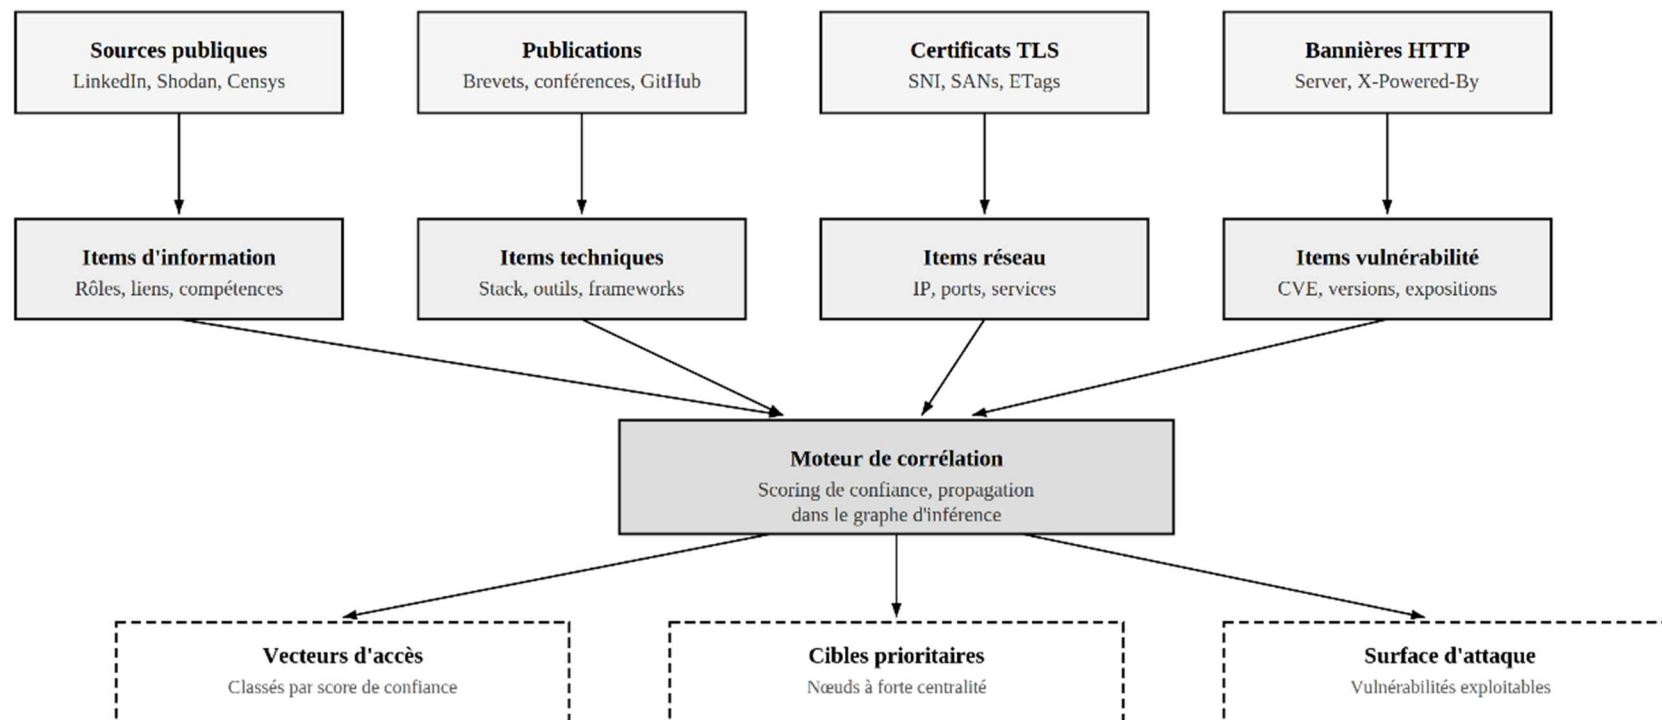 Sources publiques
LinkedIn, Shodan, Censys
Publications
Brevets, conférences, GitHub
Certificats TLS
SNI, SANs, ETags
Bannières HTTP
Server, X-Powered-By
Items d'information
Rôles, liens, compétences
Items techniques
Stack, outils, frameworks
Items réseau
IP, ports, services
Items vulnérabilité
CVE, versions, expositions
Moteur de corrélation
Scoring de confiance, propagation
dans le graphe d'inférence
Vecteurs d'accès
Classés par score de confiance
Cibles prioritaires
Nœuds à forte centralité
Surface d'attaque
Vulnérabilités exploitables